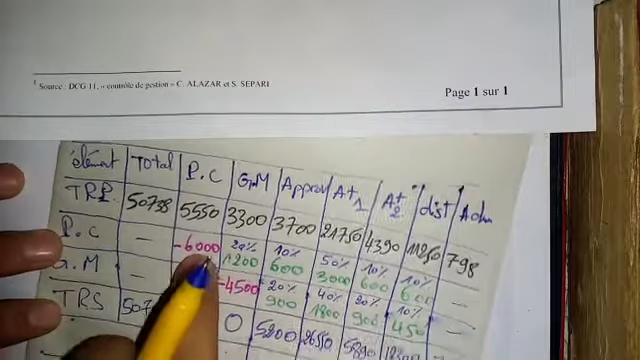 ¹ Source : DCG 11, « contrôle de gestion » C. ALAZAR et S. SEPARI
Page 1 sur 1
élément Total P.C G.M Approv At 1 At 2 dist Adm
TRP 50738 5550 3300 3700 21750 4390 11250 798
P.C — -6000 20% 1200 10% 600 50% 3000 10% 600 10% 600 —
G.M — -4500 20% 900 40% 1800 20% 900 10% 450 —
TRS 507 0 5200 26550 5890